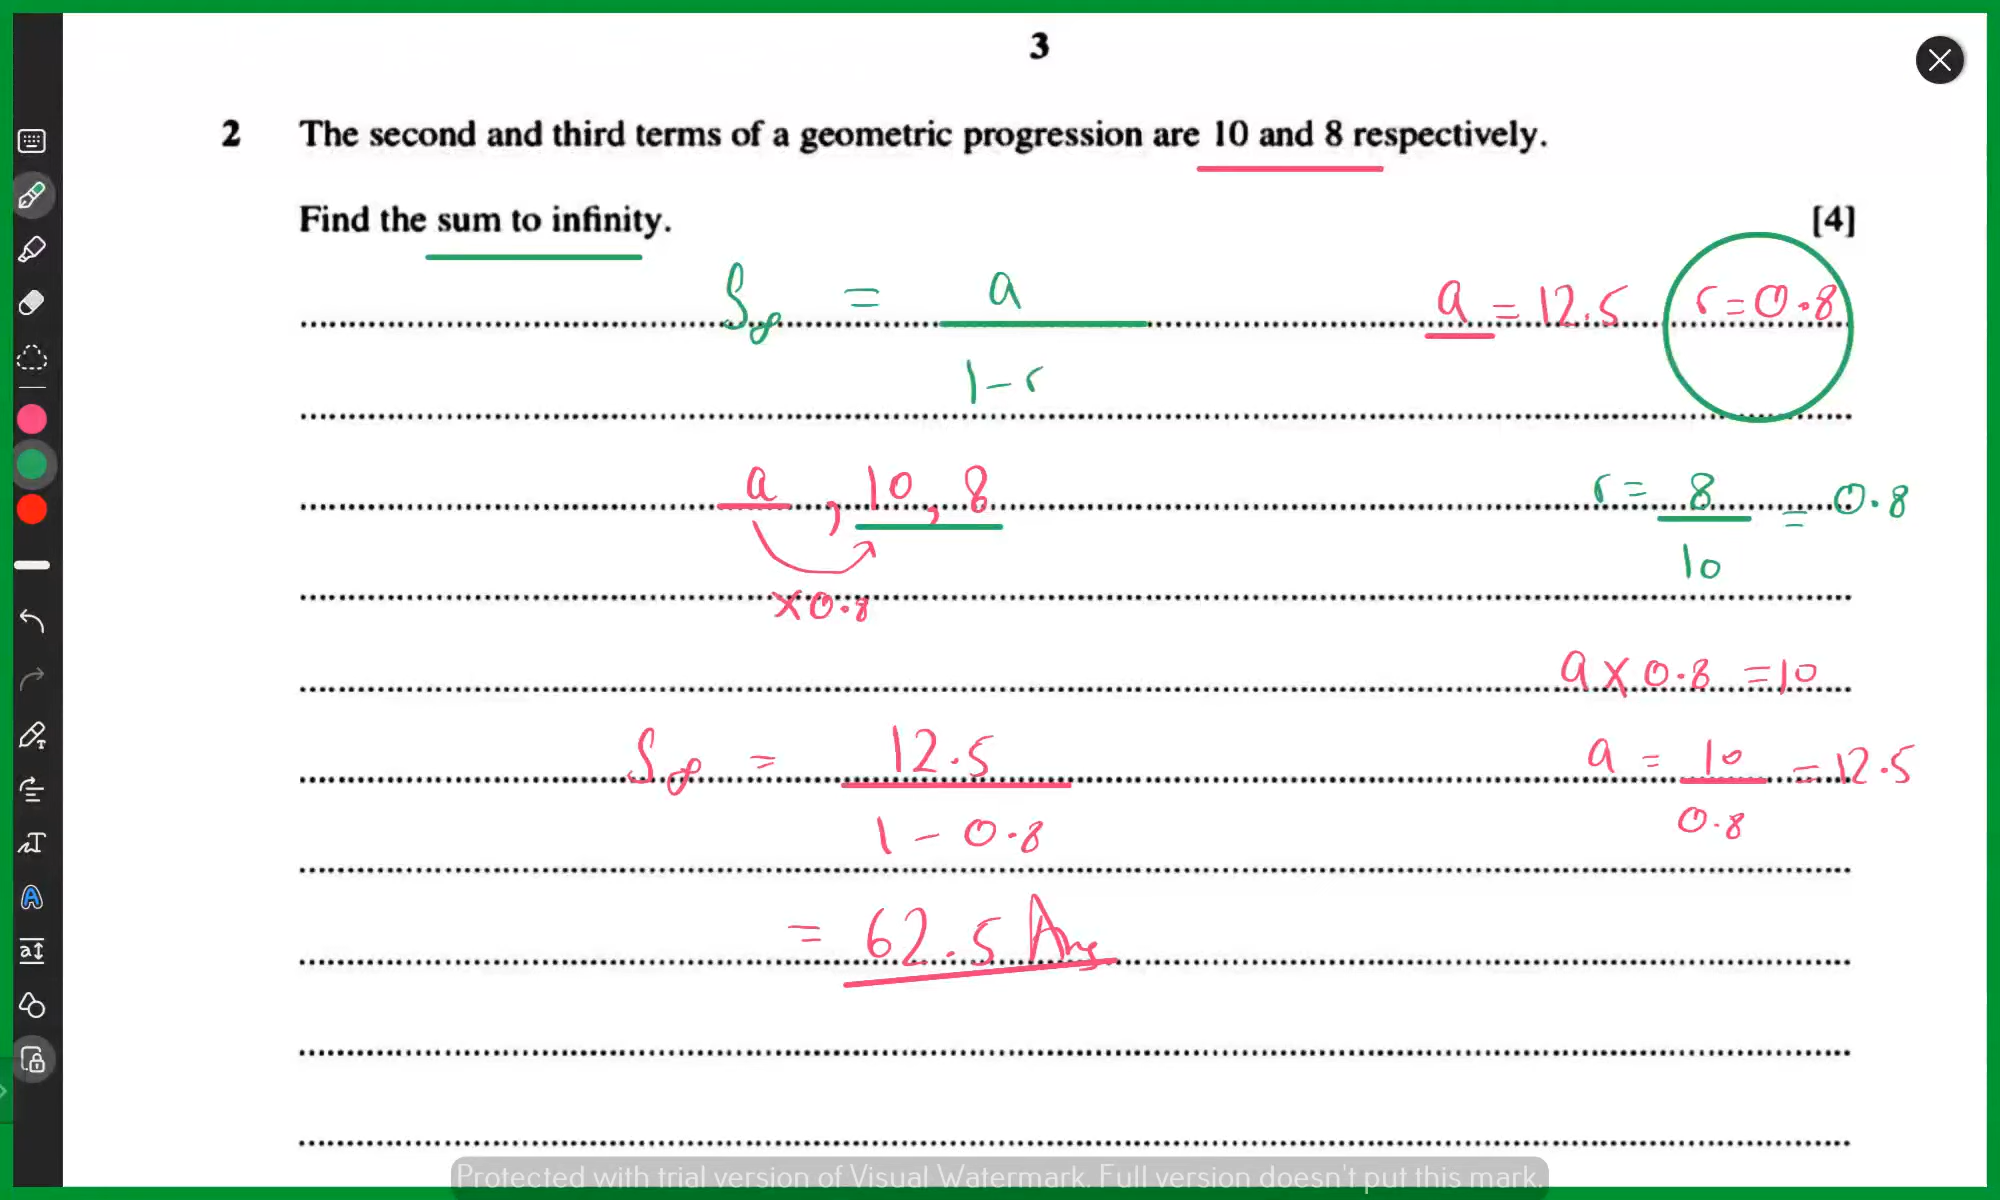 3
2 The second and third terms of a geometric progression are 10 and 8 respectively.
Find the sum to infinity. [4]
S∞ = a / 1 - r
a = 12.5 r = 0.8
a , 10 , 8
×0.8
r = 8 / 10 = 0.8
a × 0.8 = 10
a = 10 / 0.8 = 12.5
S∞ = 12.5 / 1 - 0.8
= 62.5 Ans
Protected with trial version of Visual Watermark. Full version doesn't put this mark.